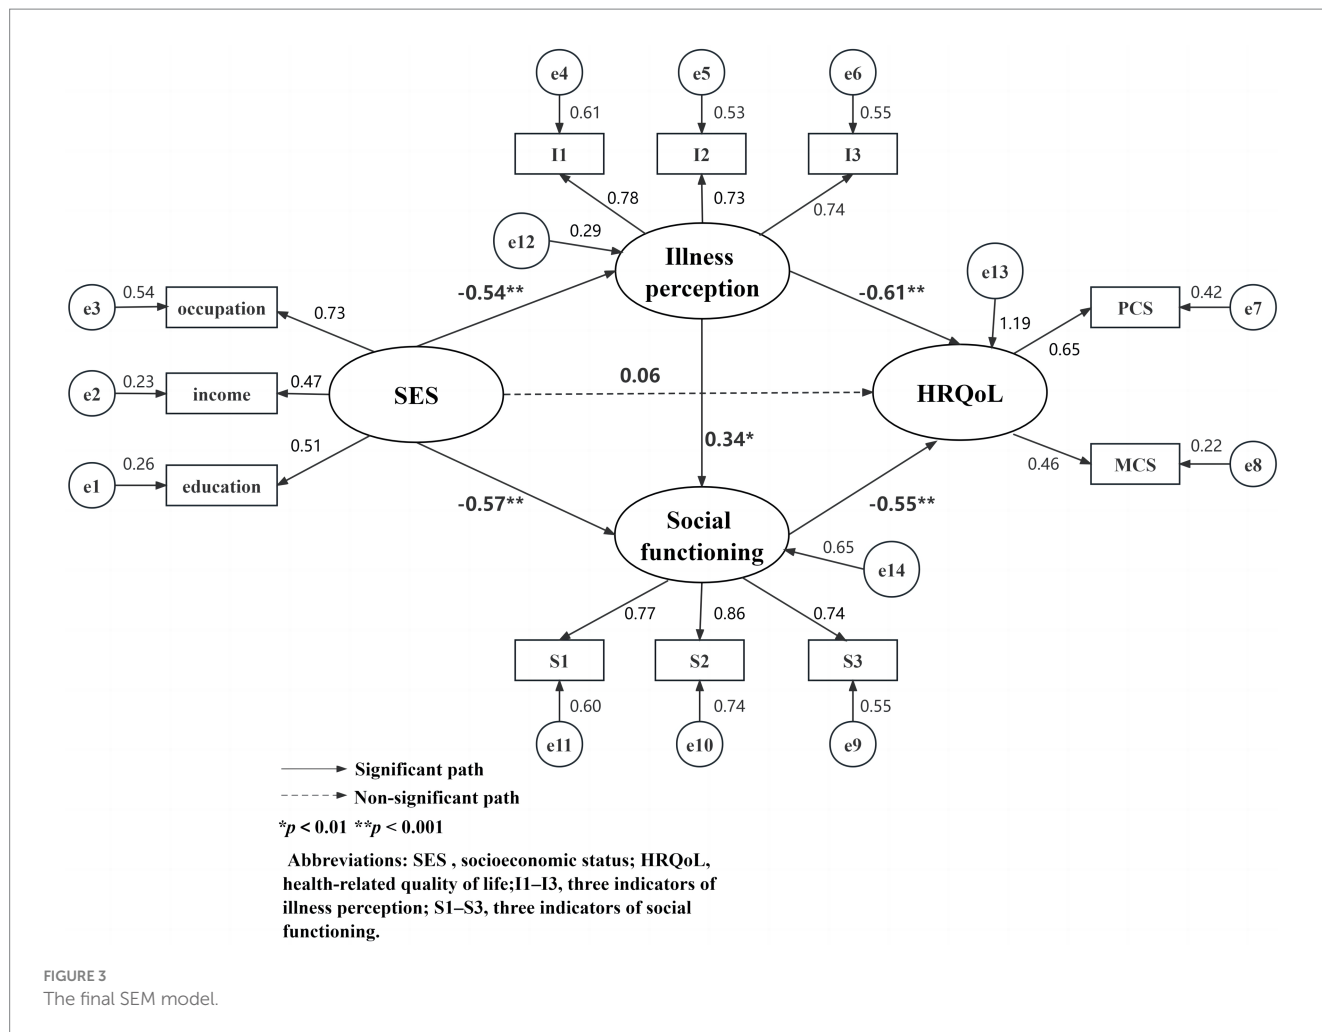 e4
e5
e6
0.61
0.53
0.55
I1
I2
I3
0.78
0.73
0.74
e12
0.29
Illness
perception
e13
-0.54**
-0.61**
e3
0.54
occupation
0.73
1.19
PCS
0.42
e7
0.65
e2
0.23
income
0.47
SES
0.06
HRQoL
0.51
0.34*
e1
0.26
education
0.46
MCS
0.22
e8
-0.57**
-0.55**
Social
functioning
0.65
e14
0.77
0.86
0.74
S1
S2
S3
0.60
0.74
0.55
e11
e10
e9
Significant path
Non-significant path
*p < 0.01 **p < 0.001
Abbreviations: SES , socioeconomic status; HRQoL,
health-related quality of life;I1–I3, three indicators of
illness perception; S1–S3, three indicators of social
functioning.
FIGURE 3
The final SEM model.